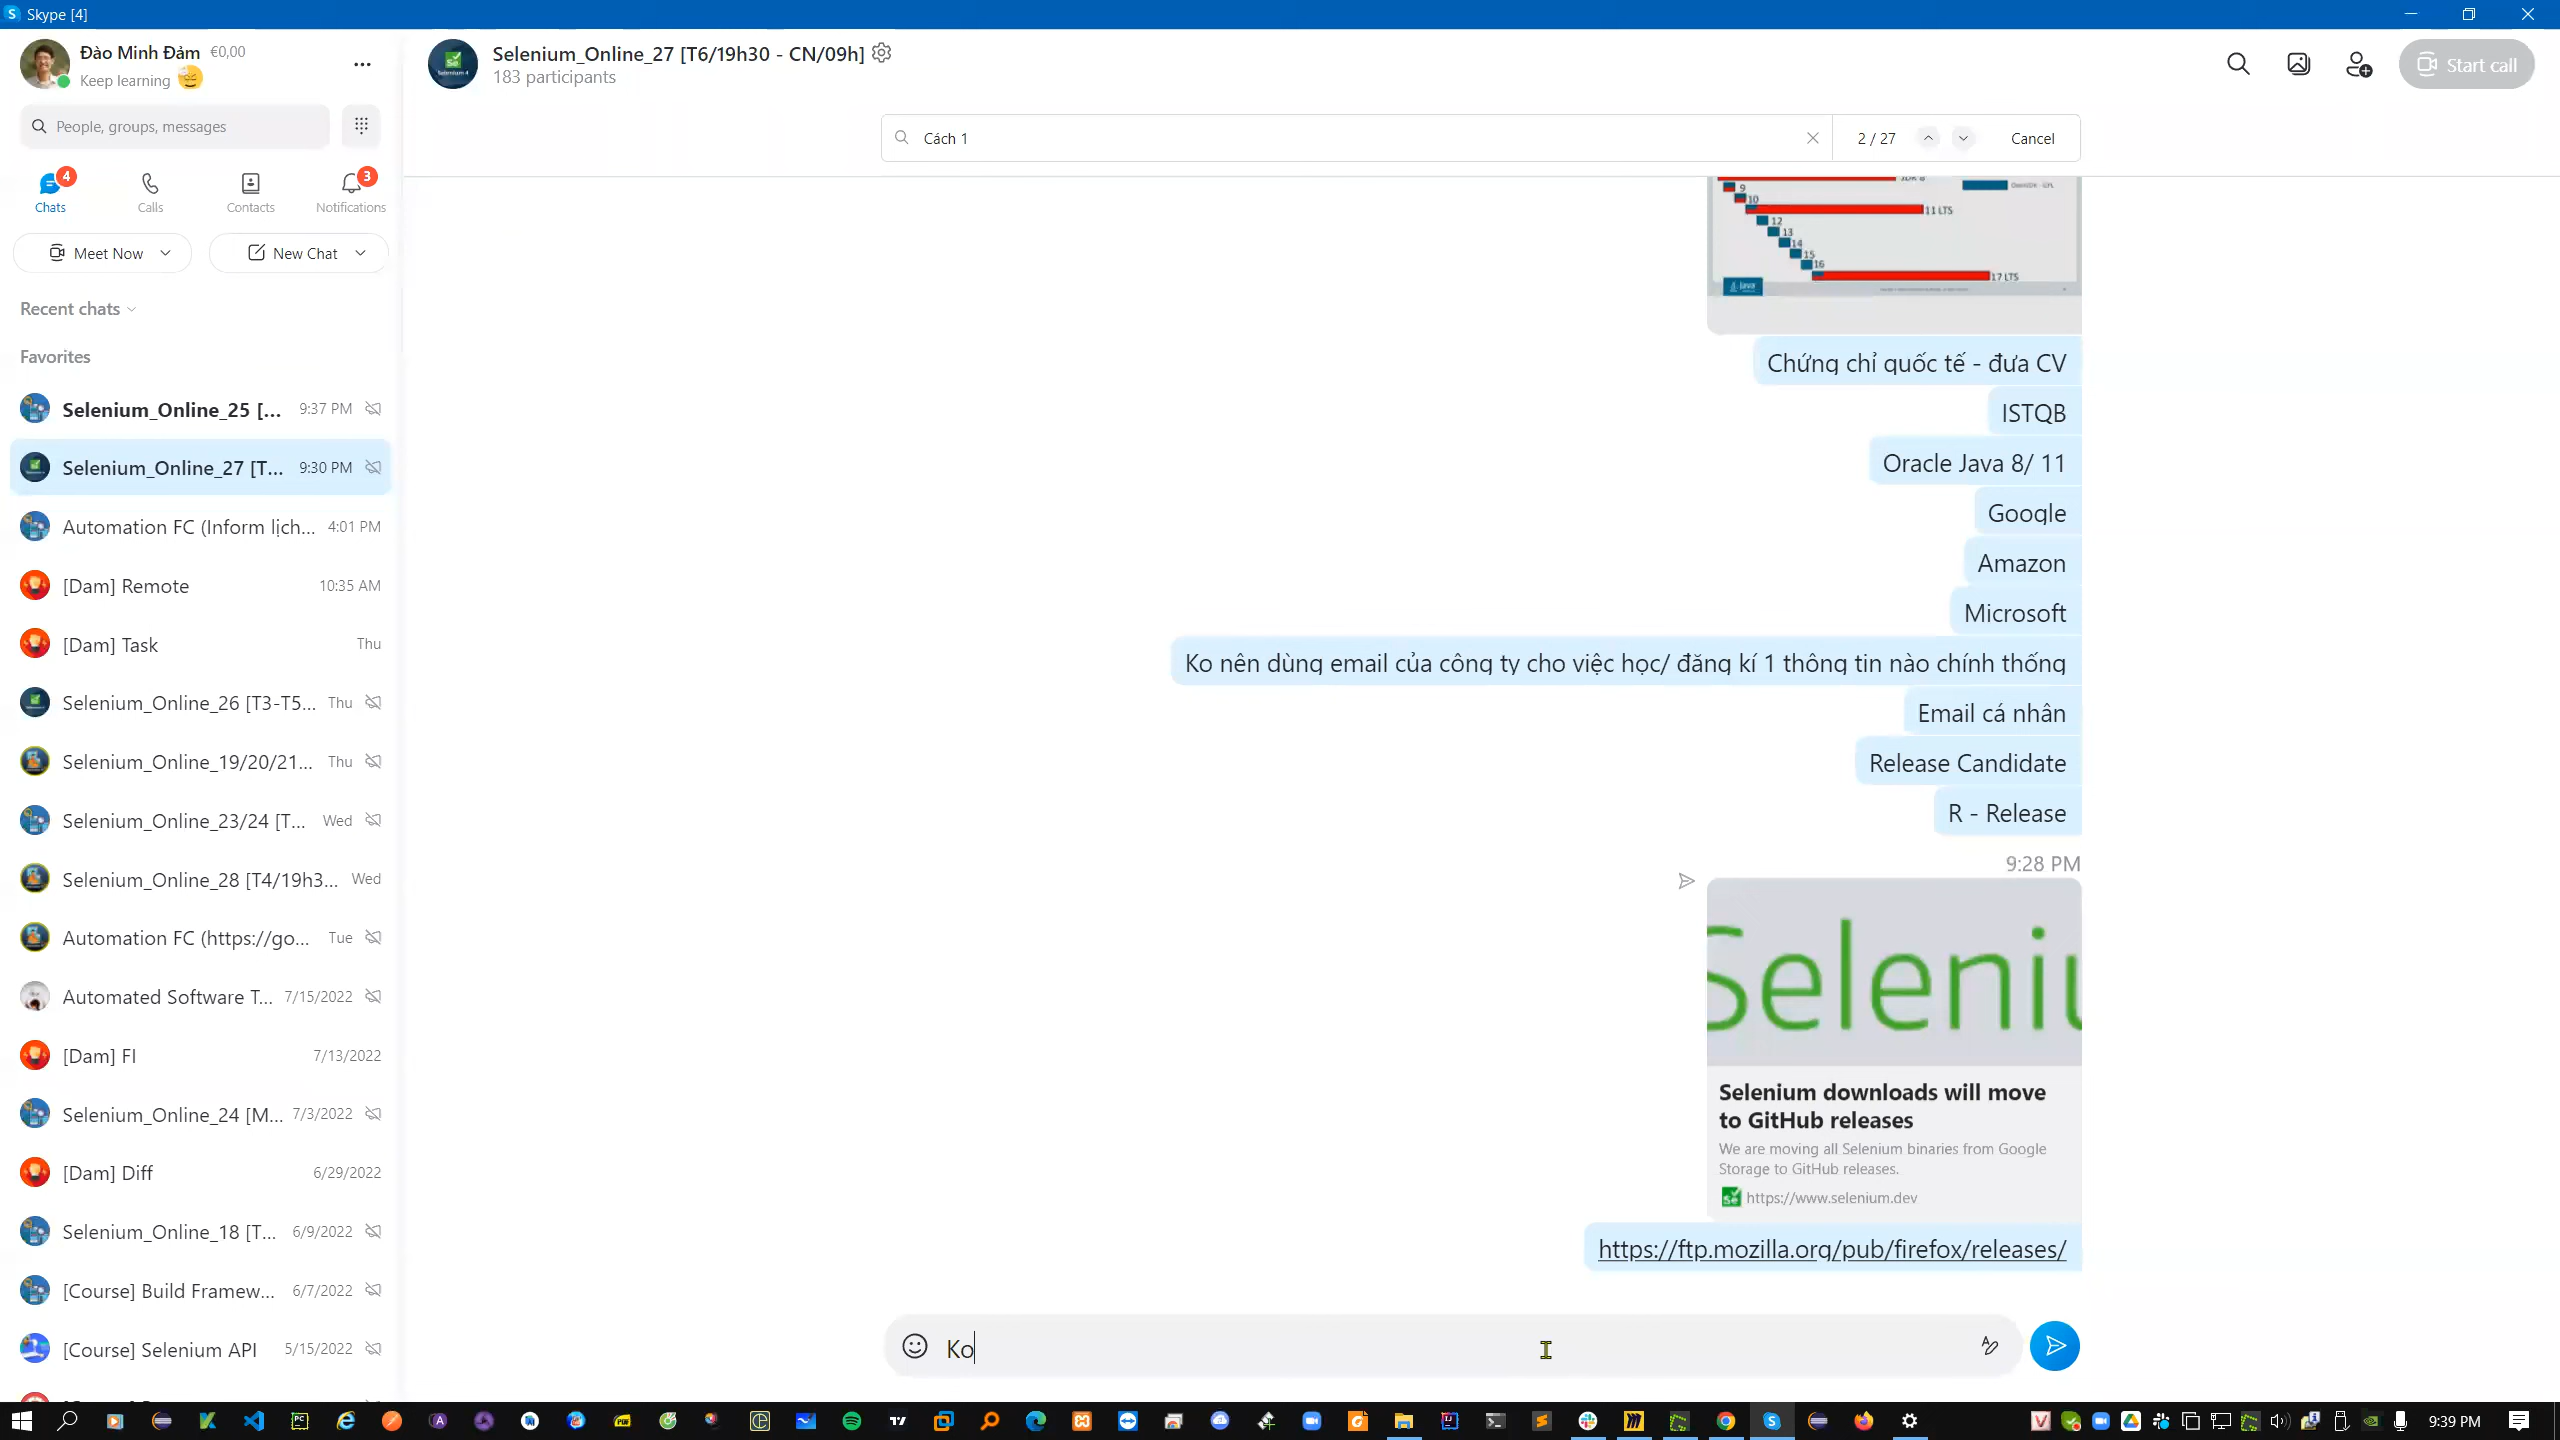 Skype [4]
Đào Minh Đảm €0,00
Keep learning
People, groups, messages
4
3
Chats
Calls
Contacts
Notifications
Meet Now
New Chat
Recent chats
Favorites
Selenium_Online_25 [... 9:37 PM
Selenium_Online_27 [T... 9:30 PM
Automation FC (Inform lịch... 4:01 PM
[Dam] Remote 10:35 AM
[Dam] Task Thu
Selenium_Online_26 [T3-T5... Thu
Selenium_Online_19/20/21... Thu
Selenium_Online_23/24 [T... Wed
Selenium_Online_28 [T4/19h3... Wed
Automation FC (https://go... Tue
Automated Software T... 7/15/2022
[Dam] FI 7/13/2022
Selenium_Online_24 [M... 7/3/2022
[Dam] Diff 6/29/2022
Selenium_Online_18 [T... 6/9/2022
[Course] Build Framew... 6/7/2022
[Course] Selenium API 5/15/2022
Selenium_Online_27 [T6/19h30 - CN/09h]
183 participants
Start call
Cách 1
2 / 27
Cancel
9
10
11 LTS
12
13
14
15
16
17 LTS
Java
Chứng chỉ quốc tế - đưa CV
ISTQB
Oracle Java 8/ 11
Google
Amazon
Microsoft
Ko nên dùng email của công ty cho việc học/ đăng kí 1 thông tin nào chính thống
Email cá nhân
Release Candidate
R - Release
9:28 PM
Seleni
Selenium downloads will move
to GitHub releases
We are moving all Selenium binaries from Google
Storage to GitHub releases.
https://www.selenium.dev
https://ftp.mozilla.org/pub/firefox/releases/
Ko
9:39 PM